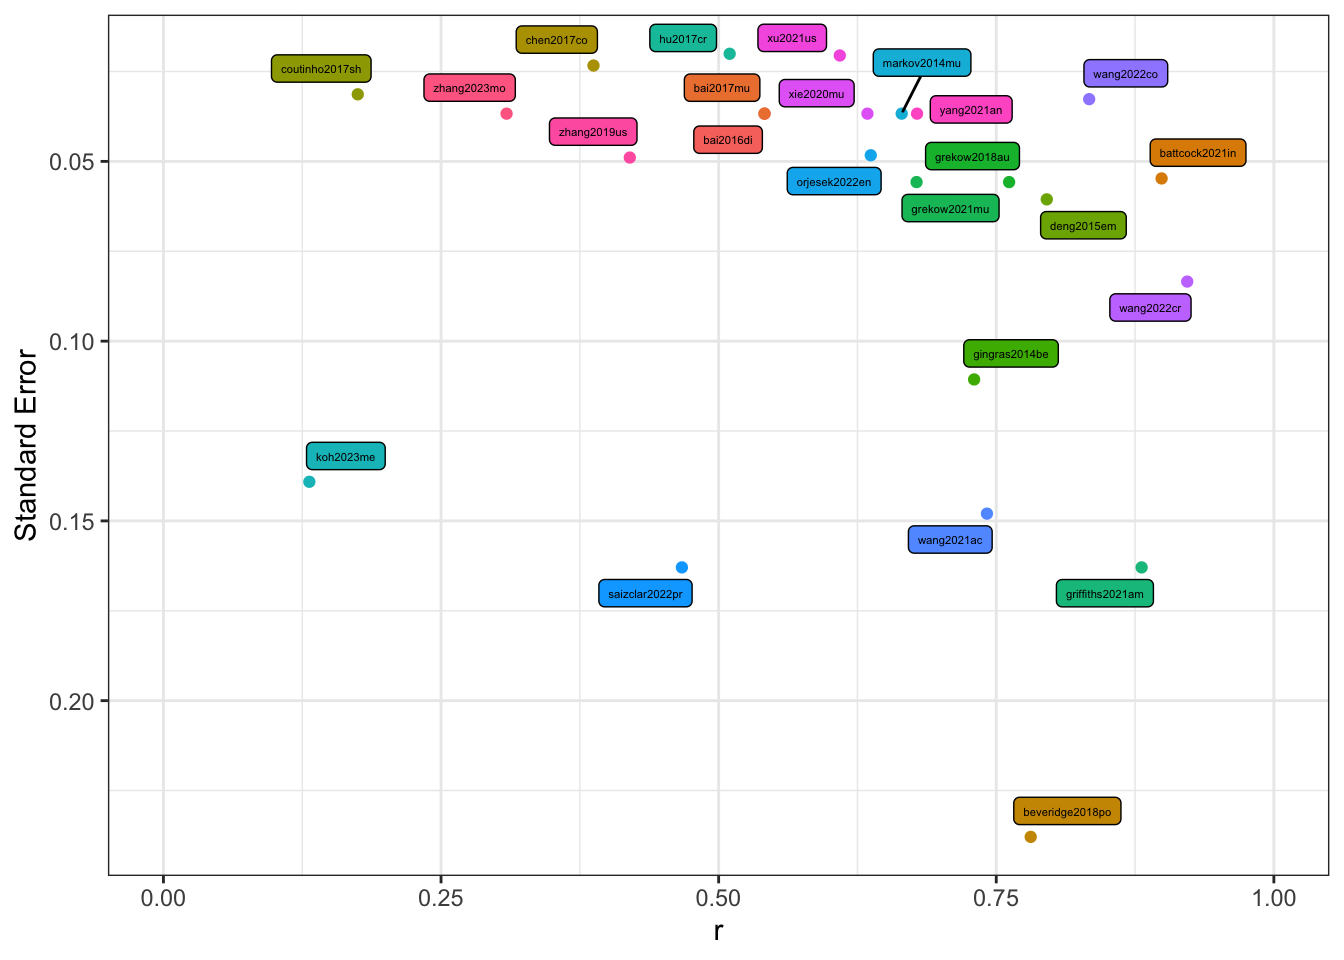 chen2017co
hu2017cr
xu2021us
coutinho2017sh
markov2014mu
wang2022co
zhang2023mo
bai2017mu
xie2020mu
yang2021an
zhang2019us
bai2016di
grekow2018au
battcock2021in
0.05
orjesek2022en
grekow2021mu
deng2015em
wang2022cr
0.10
gingras2014be
Standard Error
koh2023me
0.15
wang2021ac
saizclar2022pr
griffiths2021am
0.20
beveridge2018po
0.00 0.25 0.50 0.75 1.00
r